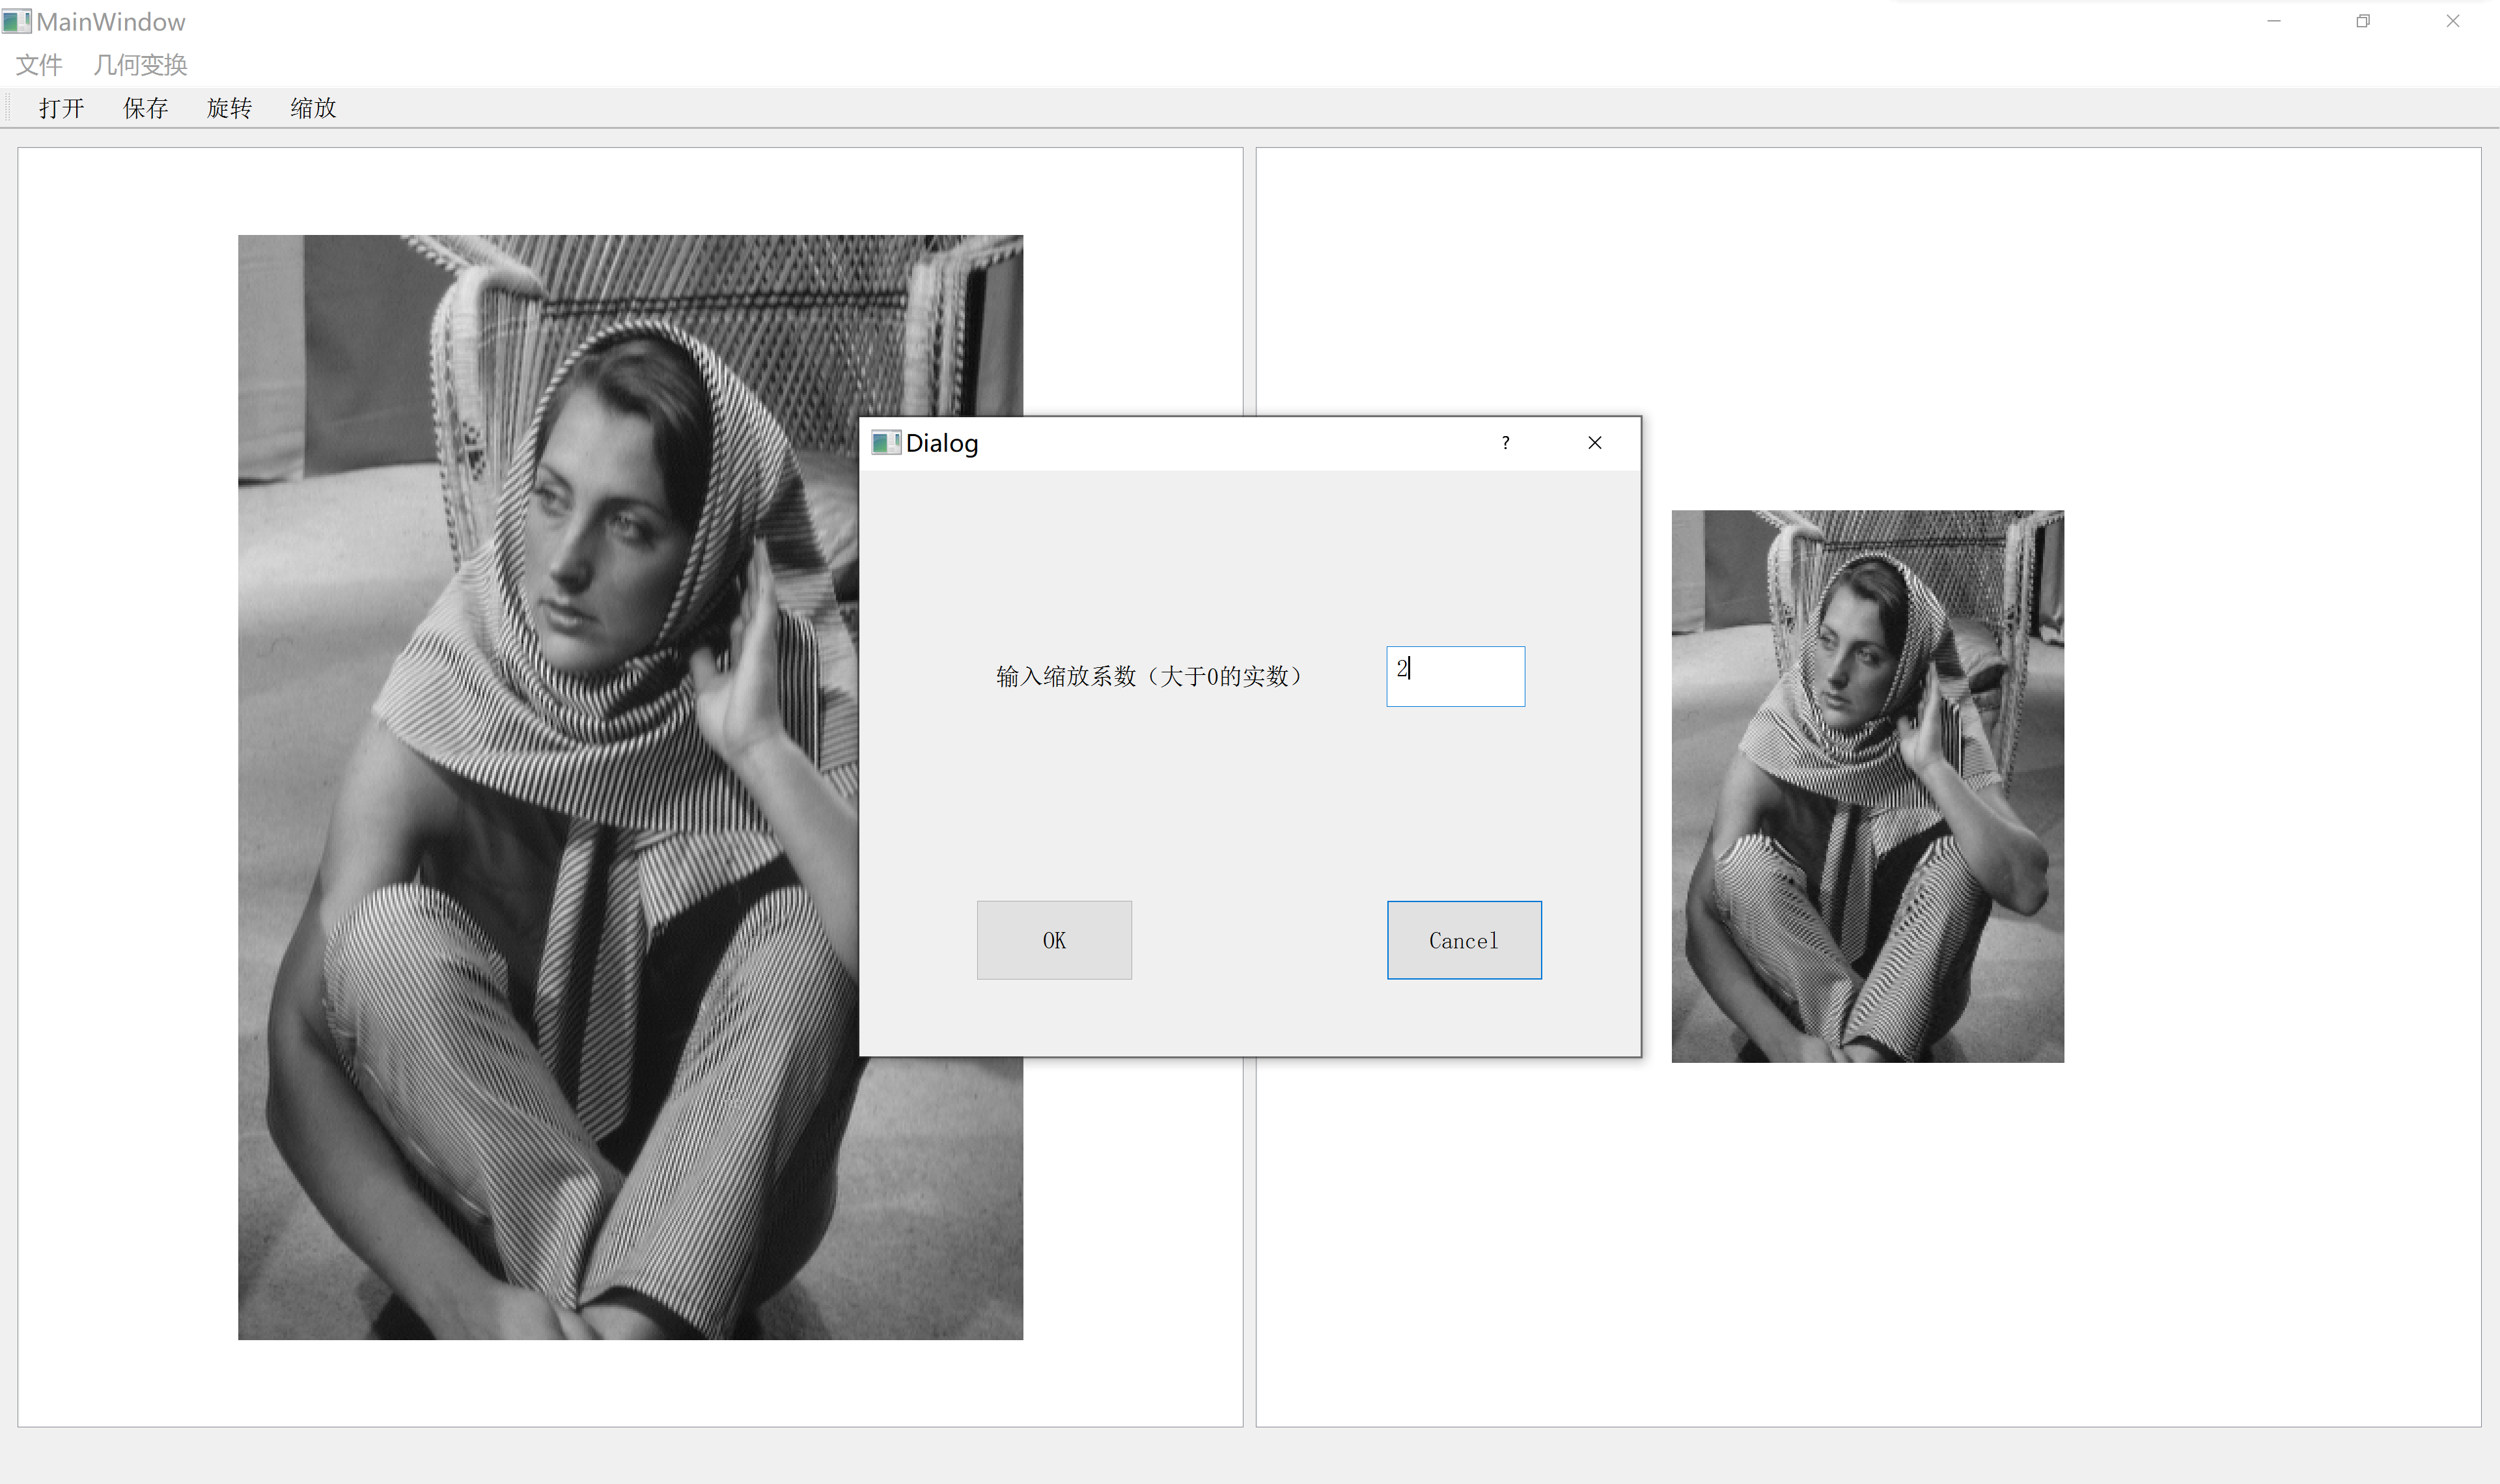 MainWindow
文件 几何变换
打开 保存 旋转 缩放
Dialog ?
输入缩放系数（大于0的实数） 2
OK Cancel